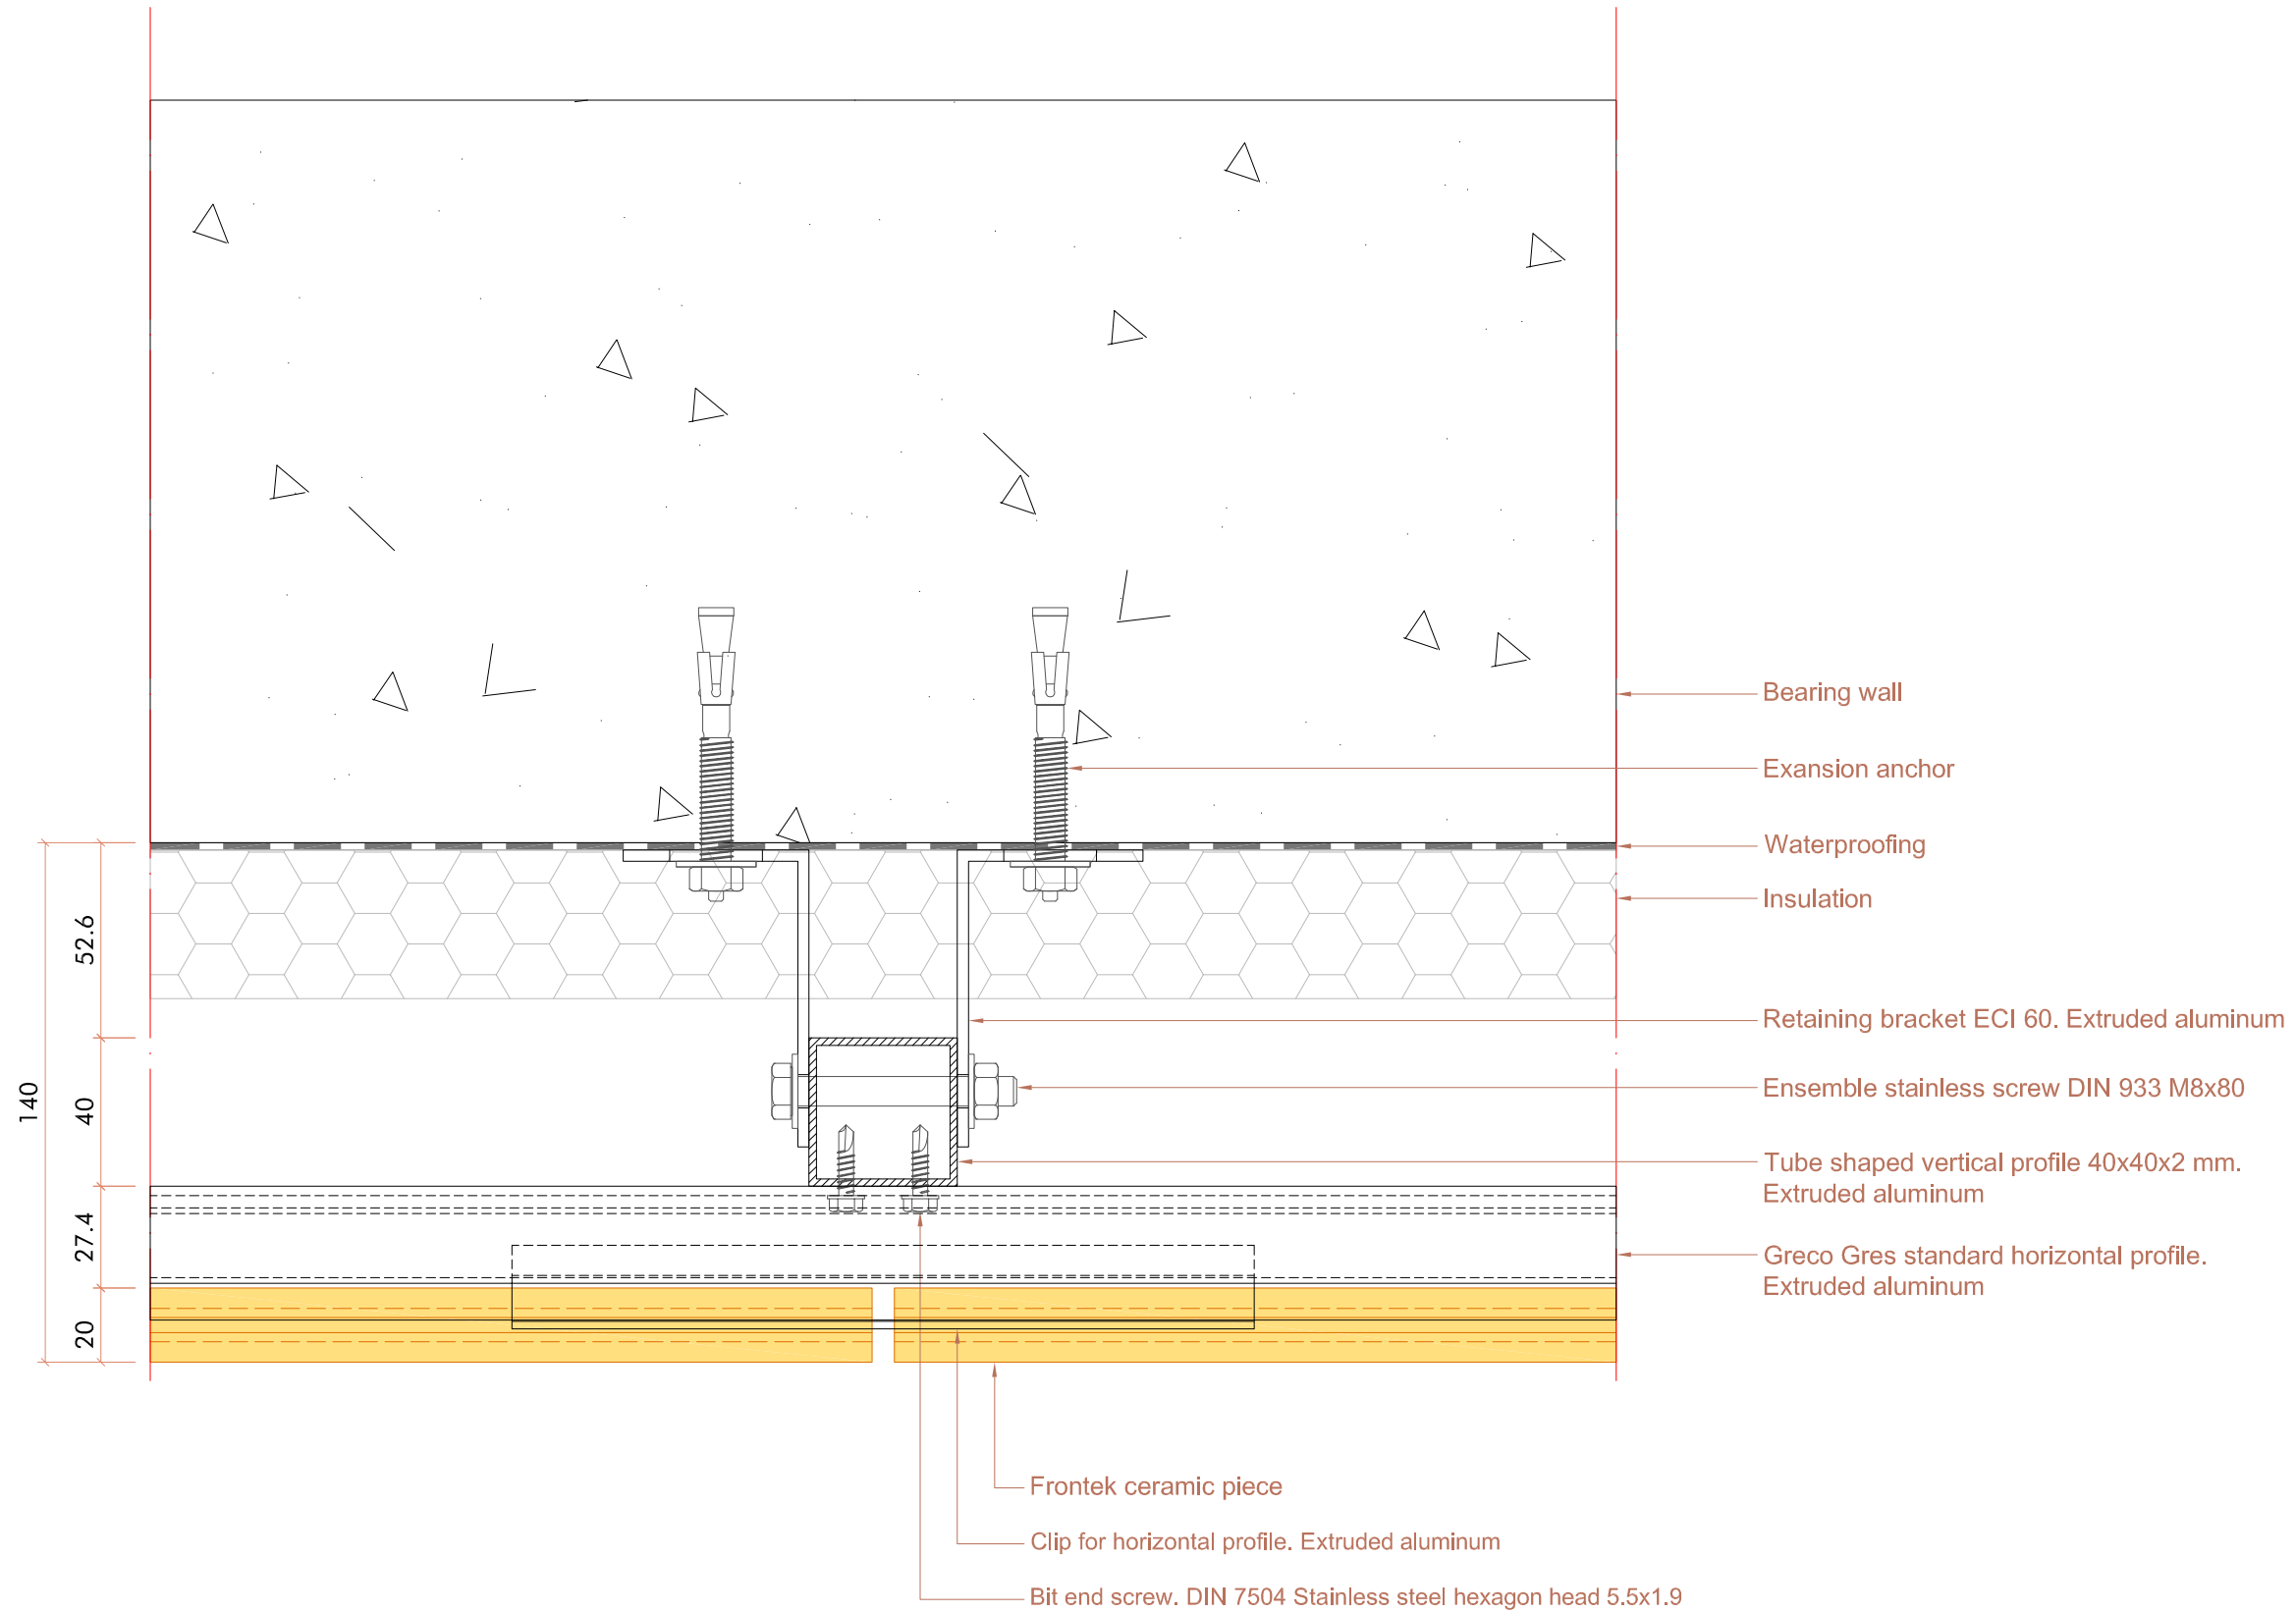 Bearing wall
Exansion anchor
Waterproofing
Insulation
Retaining bracket ECI 60. Extruded aluminum
Ensemble stainless screw DIN 933 M8x80
Tube shaped vertical profile 40x40x2 mm.
Extruded aluminum
Greco Gres standard horizontal profile.
Extruded aluminum
52.6
40
140
27.4
20
Frontek ceramic piece
Clip for horizontal profile. Extruded aluminum
Bit end screw. DIN 7504 Stainless steel hexagon head 5.5x1.9